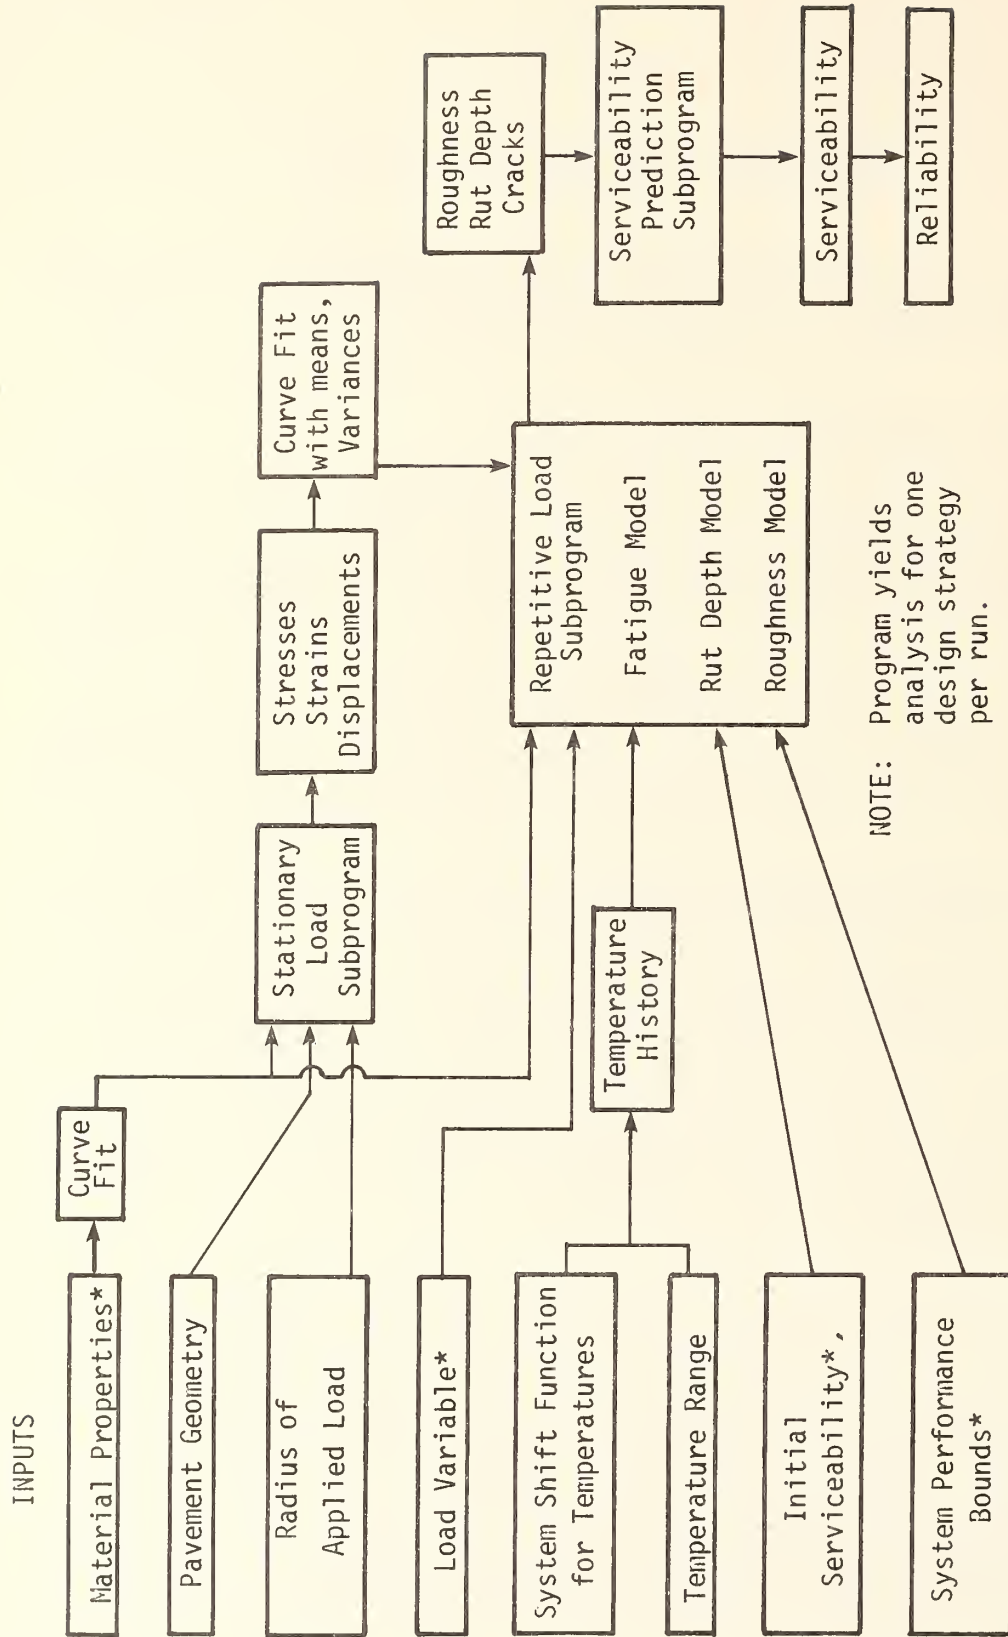 INPUTS
Material Properties*
Pavement Geometry
Radius of
Applied Load
Load Variable*
System Shift Function
for Temperatures
Temperature Range
Initial
Serviceability*,
System Performance
Bounds*
Curve
Fit
Temperature
History
Stationary
Load
Subprogram
Stresses
Strains
Displacements
Curve Fit
with means,
Variances
Repetitive Load
Subprogram
Fatigue Model
Rut Depth Model
Roughness Model
Roughness
Rut Depth
Cracks
Serviceability
Prediction
Subprogram
Serviceability
Reliability
NOTE: Program yields
analysis for one
design strategy
per run.